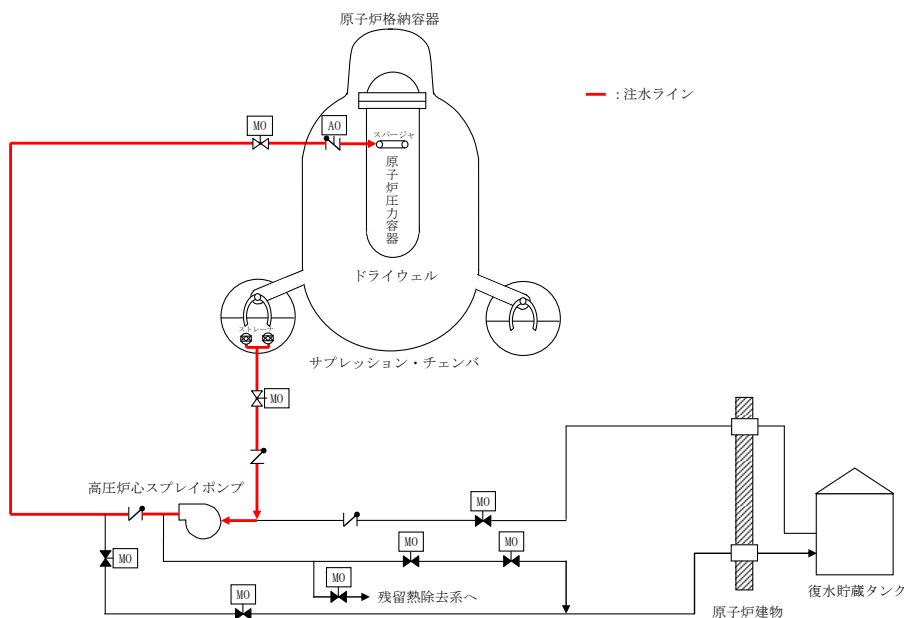 原子炉格納容器
: 注水ライン
MO
AO
スパージャ
原子炉圧力容器
ドライウェル
ストレーナ
サプレッション・チェンバ
MO
高圧炉心スプレイポンプ
MO
MO
MO
MO
MO
残留熱除去系へ
MO
原子炉建物
復水貯蔵タンク